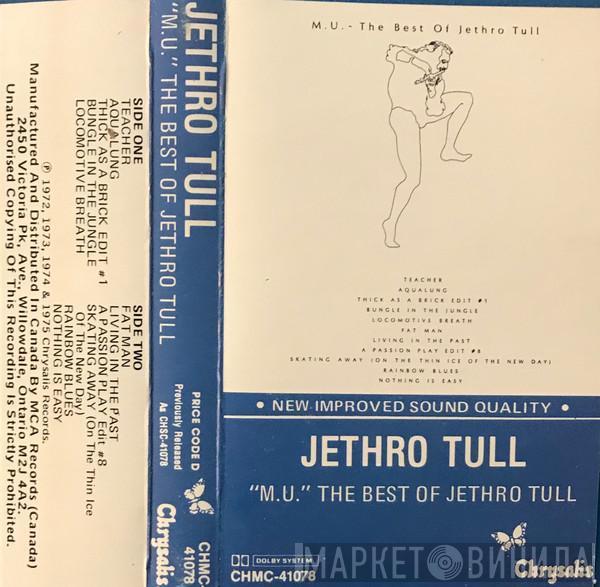 SIDE ONE
TEACHER
AQUALUNG
THICK AS A BRICK EDIT #1
BUNGLE IN THE JUNGLE
LOCOMOTIVE BREATH
SIDE TWO
FAT MAN
LIVING IN THE PAST
A PASSION PLAY Edit #8
SKATING AWAY (On The Thin Ice
Of The New Day)
RAINBOW BLUES
NOTHING IS EASY
℗ 1972, 1973, 1974 & 1975 Chrysalis Records.
Manufactured And Distributed In Canada By MCA Records (Canada)
2450 Victoria Pk, Ave., Willowdale, Ontario M2J 4A2.
Unauthorised Copying Of This Recording Is Strictly Prohibited.
JETHRO TULL
"M.U." THE BEST OF JETHRO TULL
PRICE CODE D
Previously Released
As CHSC-41078
Chrysalis
CHMC-
41078
M.U. - The Best Of Jethro Tull
TEACHER
AQUALUNG
THICK AS A BRICK EDIT #1
BUNGLE IN THE JUNGLE
LOCOMOTIVE BREATH
FAT MAN
LIVING IN THE PAST
A PASSION PLAY EDIT #8
SKATING AWAY (ON THE THIN ICE OF THE NEW DAY)
RAINBOW BLUES
NOTHING IS EASY
• NEW IMPROVED SOUND QUALITY •
JETHRO TULL
"M.U." THE BEST OF JETHRO TULL
DOLBY SYSTEM
CHMC-41078
Chrysalis
МАРКЕТ ВИНИЛА